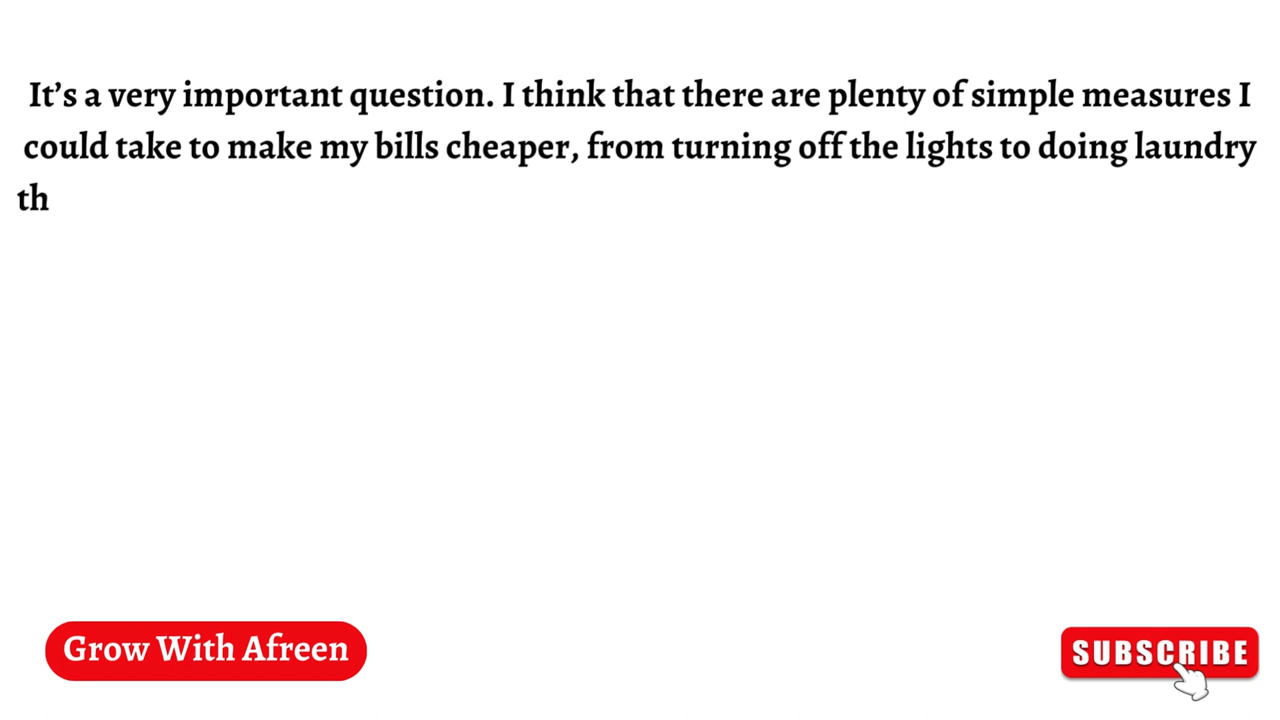 It’s a very important question. I think that there are plenty of simple measures I
could take to make my bills cheaper, from turning off the lights to doing laundry
th
Grow With Afreen
SUBSCRIBE